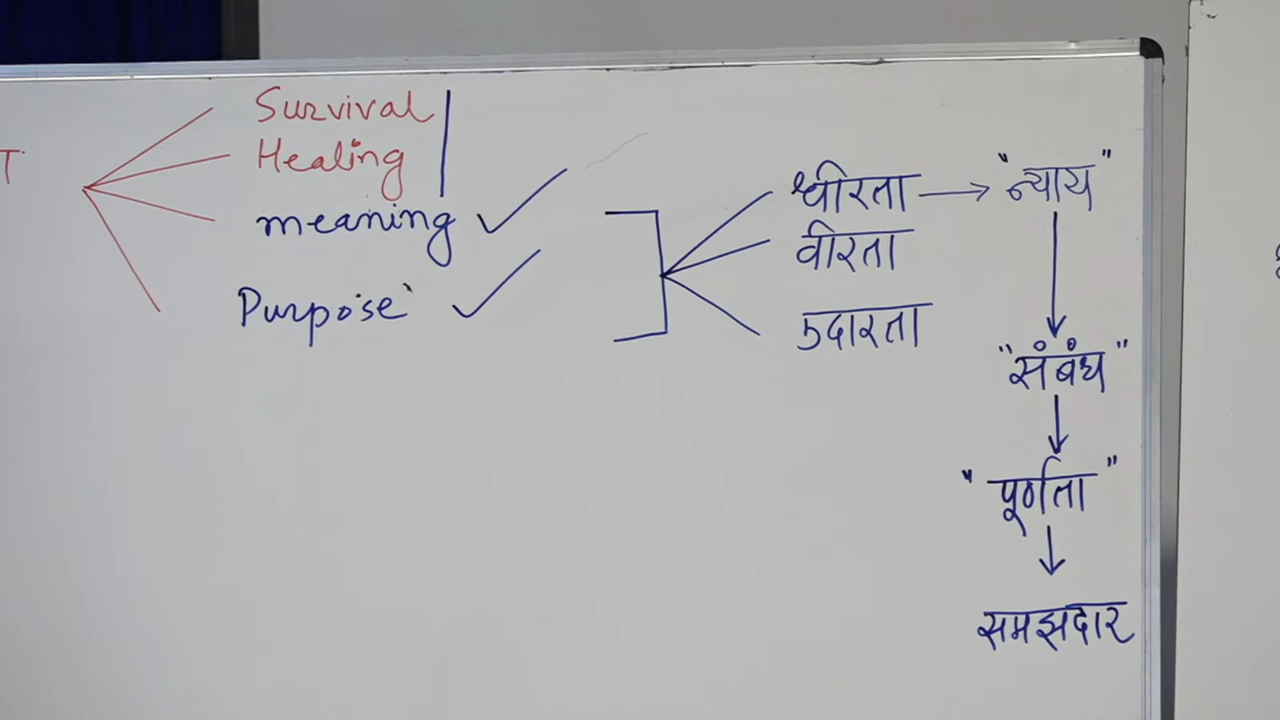 T
Survival
Healing
meaning
Purpose
धीरता → "न्याय"
वीरता
उदारता
"संबंध"
"पूर्णता"
समझदार